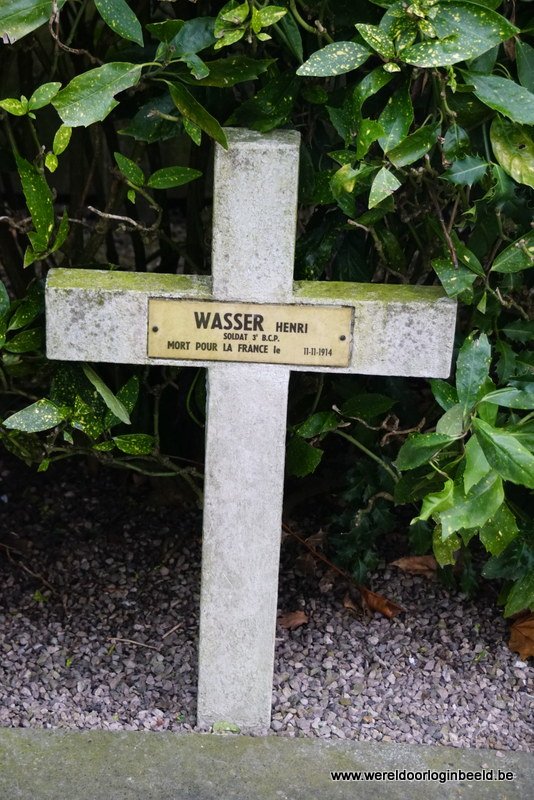 WASSER HENRI
SOLDAT 3e B.C.P.
MORT POUR LA FRANCE le 11-11-1914
www.wereldoorloginbeeld.be